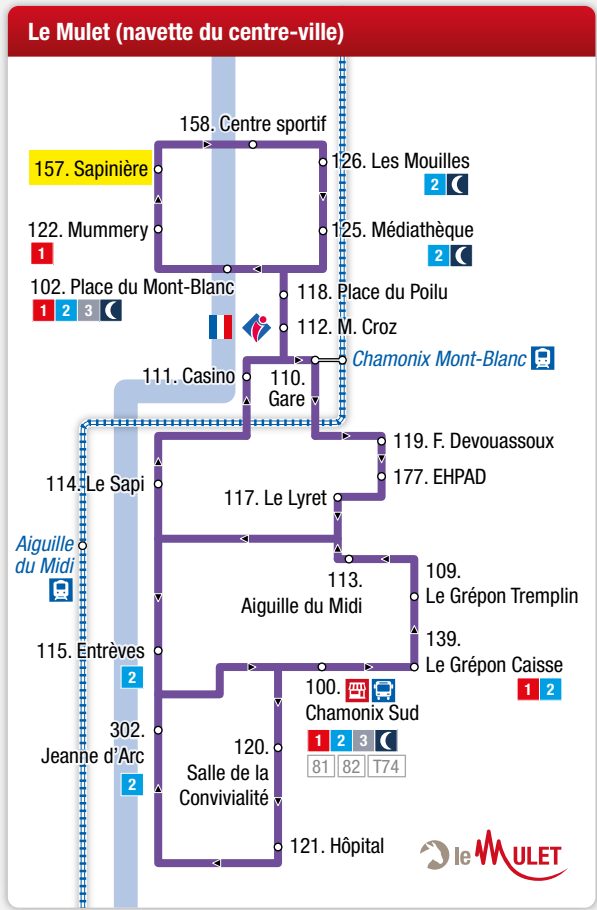 Le Mulet (navette du centre-ville)
158. Centre sportif
157. Sapinière
126. Les Mouilles
2
122. Mummery
1
125. Médiathèque
2
102. Place du Mont-Blanc
1 2 3
118. Place du Poilu
112. M. Croz
Chamonix Mont-Blanc
111. Casino
110.
Gare
119. F. Devouassoux
177. EHPAD
114. Le Sapi
117. Le Lyret
Aiguille
du Midi
113.
Aiguille du Midi
109.
Le Grépon Tremplin
115. Entrèves
2
139.
Le Grépon Caisse
1 2
100.
Chamonix Sud
1 2 3
81 82 T74
302.
Jeanne d'Arc
2
120.
Salle de la
Convivialité
121. Hôpital
le MULET